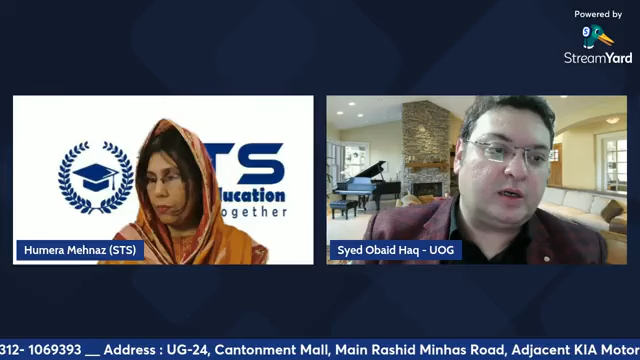 Powered by
StreamYard
STS
ducation
ogether
Humera Mehnaz (STS)
Syed Obaid Haq - UOG
312- 1069393 __ Address : UG-24, Cantonment Mall, Main Rashid Minhas Road, Adjacent KIA Motor